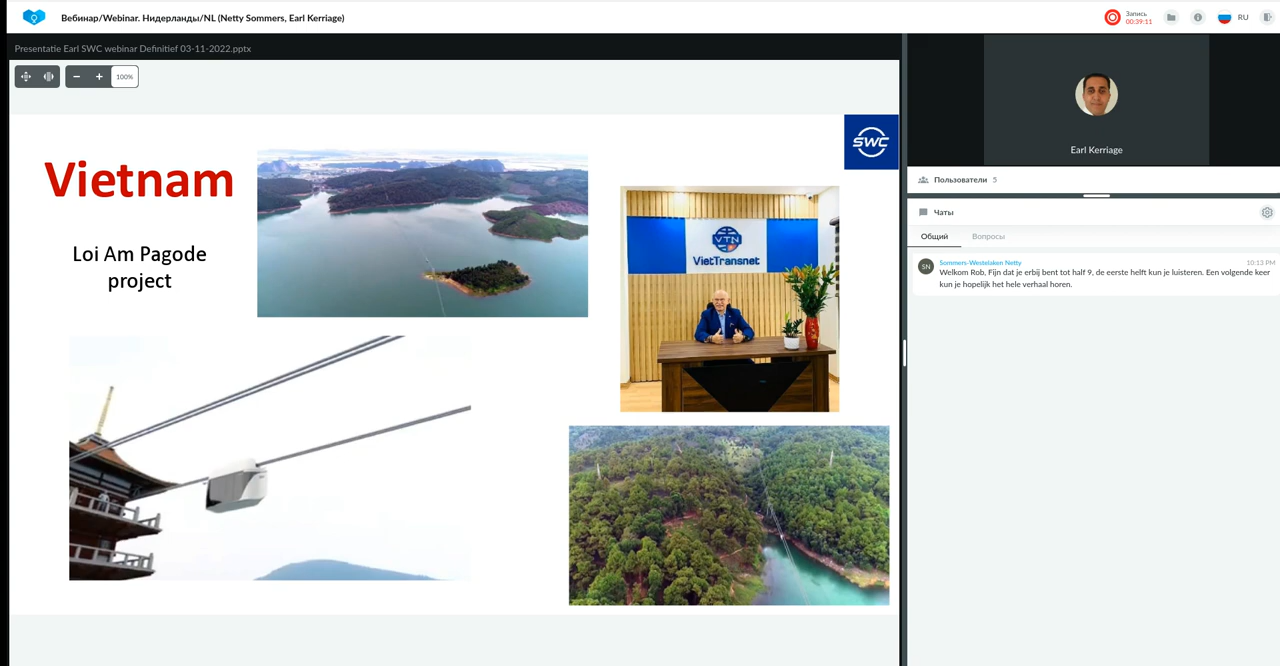 Вебинар/Webinar. Нидерланды/NL (Netty Sommers, Earl Kerriage)
Запись
00:39:11
RU
Presentatie Earl SWC webinar Definitief 03-11-2022.pptx
100%
SWC
Vietnam
Loi Am Pagode
project
VTN
VietTransnet
Earl Kerriage
Пользователи 5
Чаты
Общий Вопросы
SN
Sommers-Westelaken Netty 10:13 PM
Welkom Rob, Fijn dat je erbij bent tot half 9, de eerste helft kun je luisteren. Een volgende keer
kun je hopelijk het hele verhaal horen.